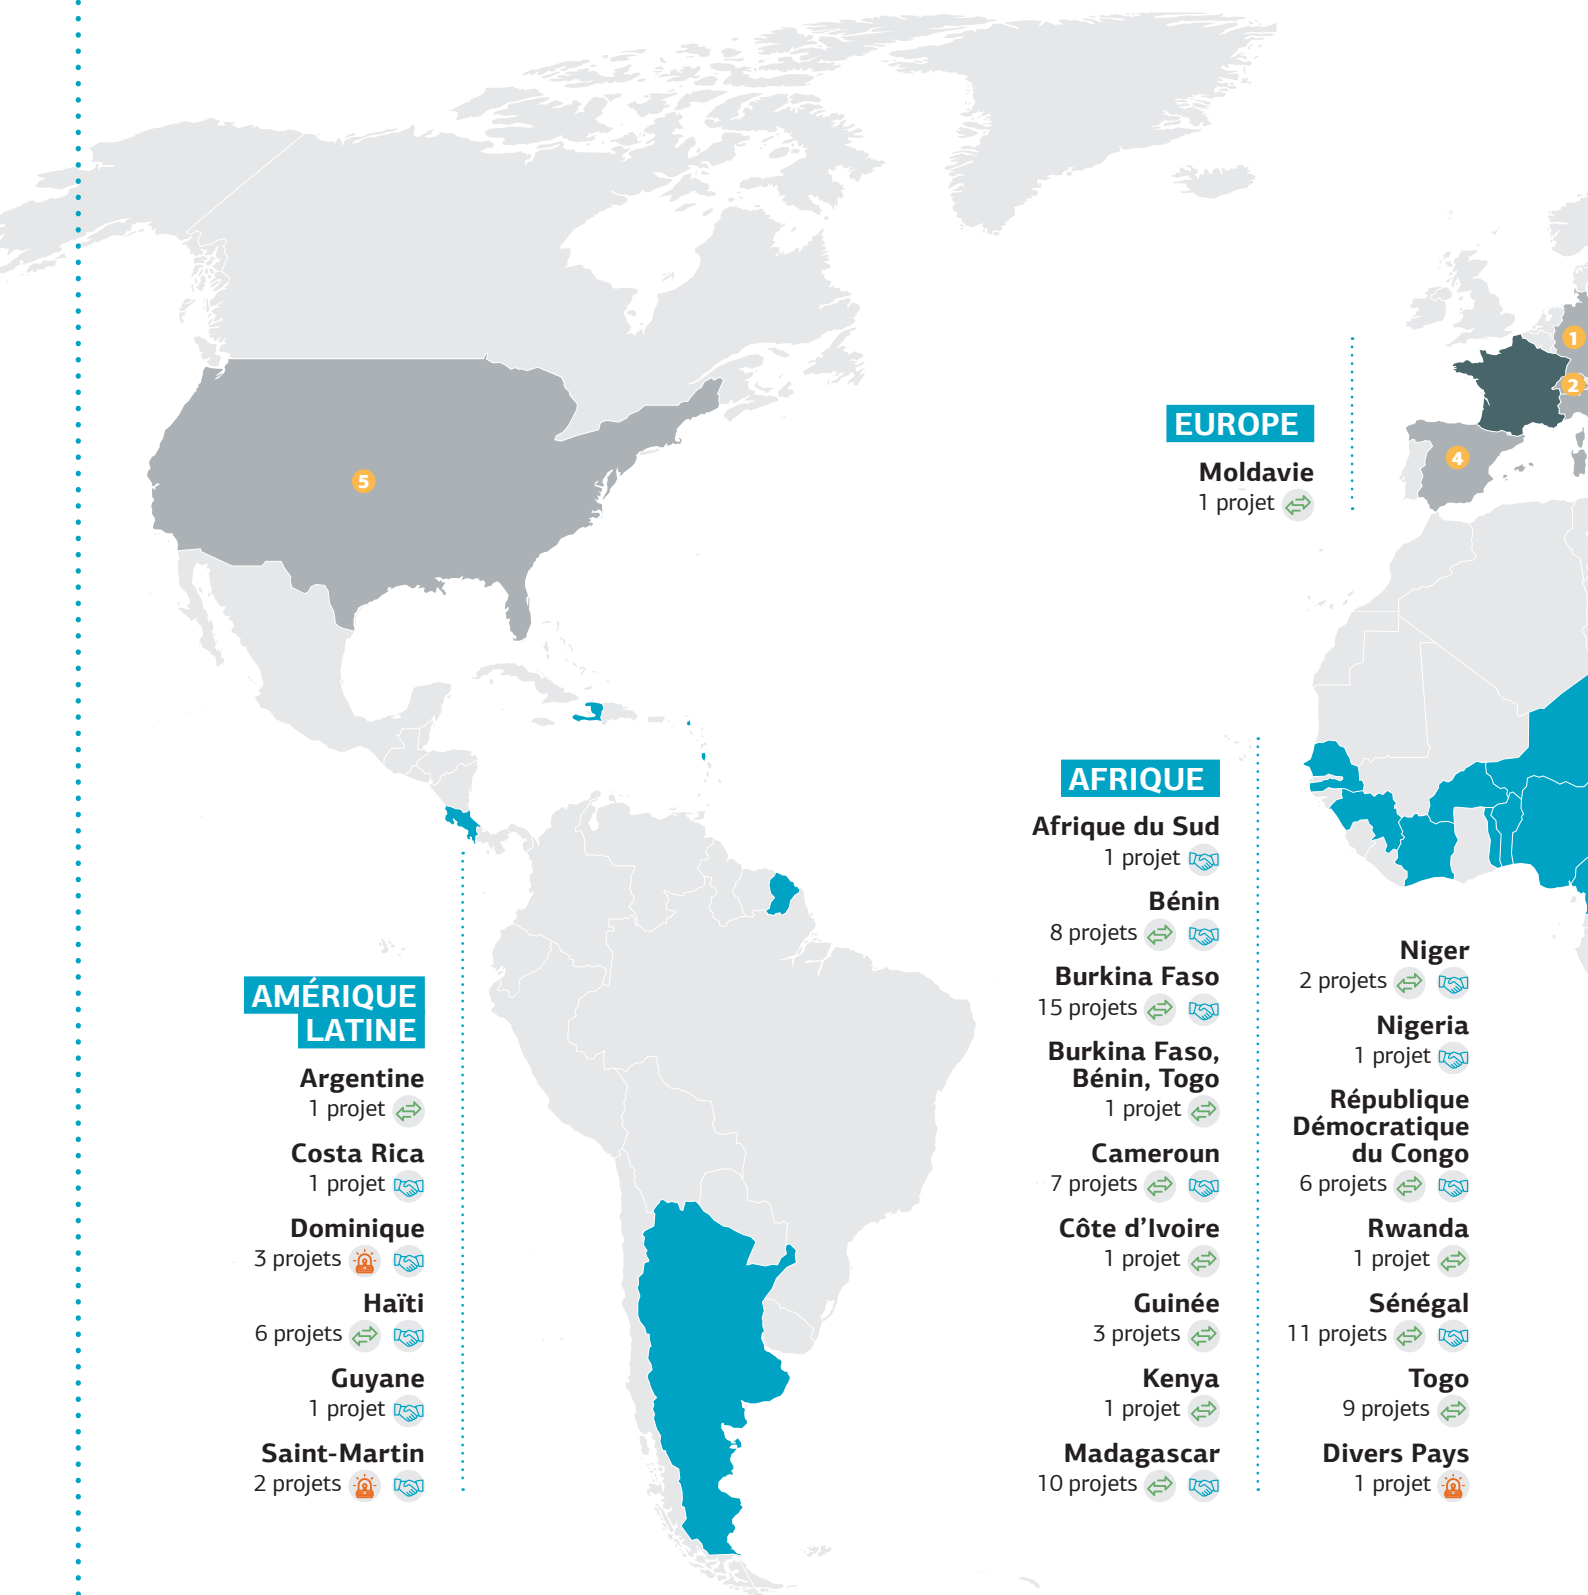 1
2
4
5
EUROPE
Moldavie
1 projet
AMÉRIQUE
LATINE
Argentine
1 projet
Costa Rica
1 projet
Dominique
3 projets
Haïti
6 projets
Guyane
1 projet
Saint-Martin
2 projets
AFRIQUE
Afrique du Sud
1 projet
Bénin
8 projets
Burkina Faso
15 projets
Burkina Faso,
Bénin, Togo
1 projet
Cameroun
7 projets
Côte d’Ivoire
1 projet
Guinée
3 projets
Kenya
1 projet
Madagascar
10 projets
Niger
2 projets
Nigeria
1 projet
République
Démocratique
du Congo
6 projets
Rwanda
1 projet
Sénégal
11 projets
Togo
9 projets
Divers Pays
1 projet